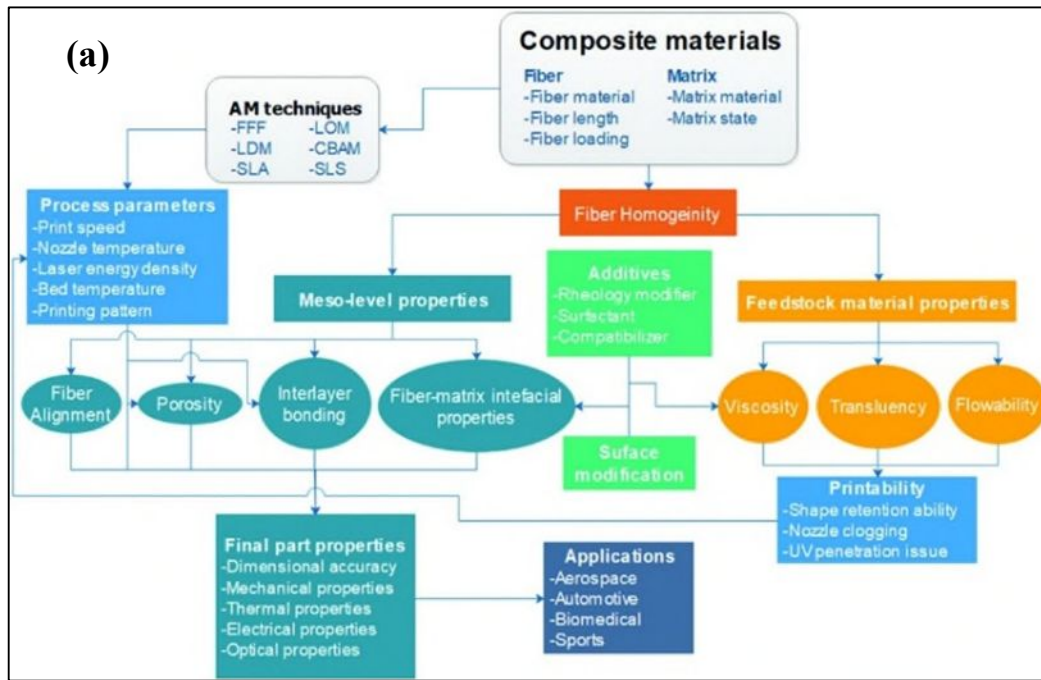 (a)
Composite materials
Fiber
-Fiber material
-Fiber length
-Fiber loading
Matrix
-Matrix material
-Matrix state
AM techniques
-FFF -LOM
-LDM -CBAM
-SLA -SLS
Process parameters
-Print speed
-Nozzle temperature
-Laser energy density
-Bed temperature
-Printing pattern
Fiber Homogeinity
Meso-level properties
Additives
-Rheology modifier
-Surfactant
-Compatibilizer
Feedstock material properties
Fiber
Alignment
Porosity
Interlayer
bonding
Fiber-matrix intefacial
properties
Viscosity
Transluency
Flowability
Suface
modification
Printability
-Shape retention ability
-Nozzle clogging
-UV penetration issue
Final part properties
-Dimensional accuracy
-Mechanical properties
-Thermal properties
-Electrical properties
-Optical properties
Applications
-Aerospace
-Automotive
-Biomedical
-Sports